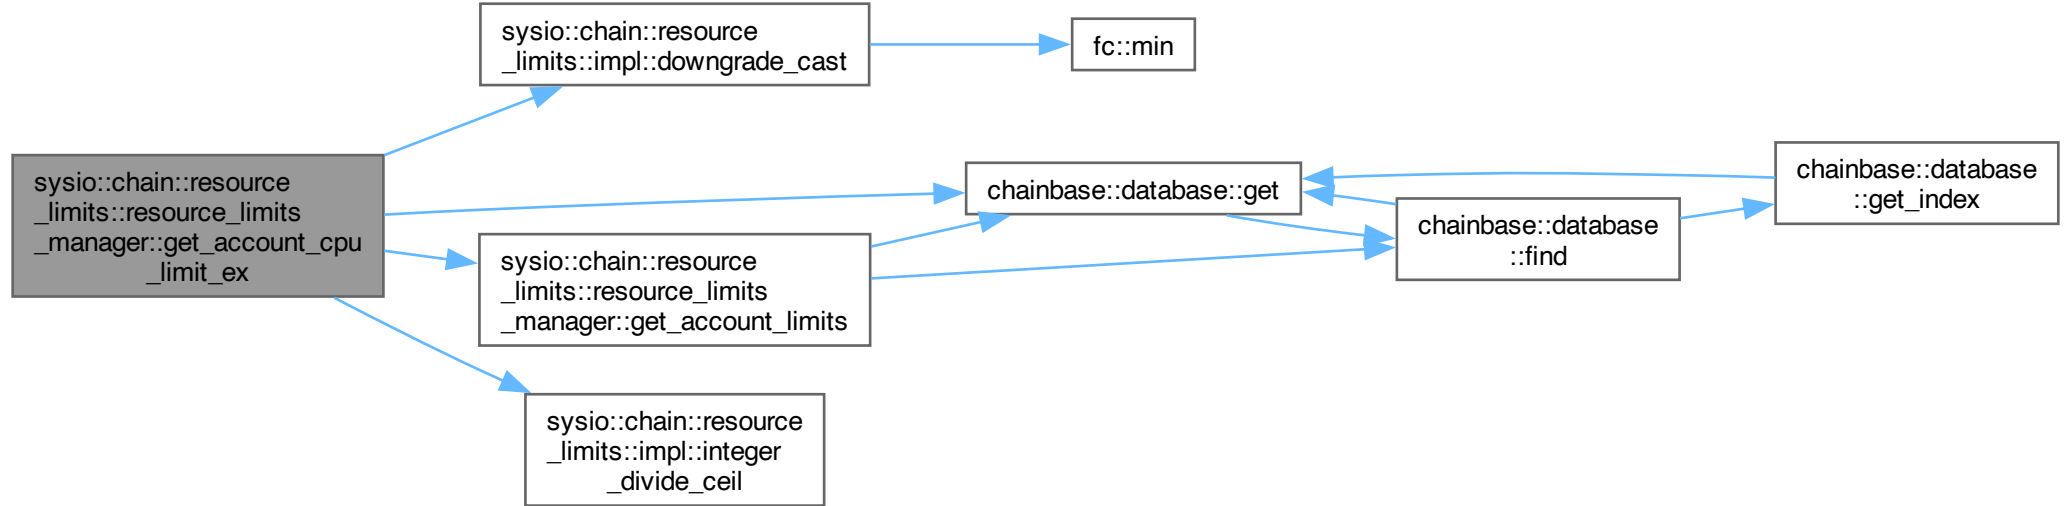 sysio::chain::resource
_limits::resource_limits
_manager::get_account_cpu
_limit_ex
sysio::chain::resource
_limits::impl::downgrade_cast
fc::min
chainbase::database::get
chainbase::database
::find
chainbase::database
::get_index
sysio::chain::resource
_limits::resource_limits
_manager::get_account_limits
sysio::chain::resource
_limits::impl::integer
_divide_ceil